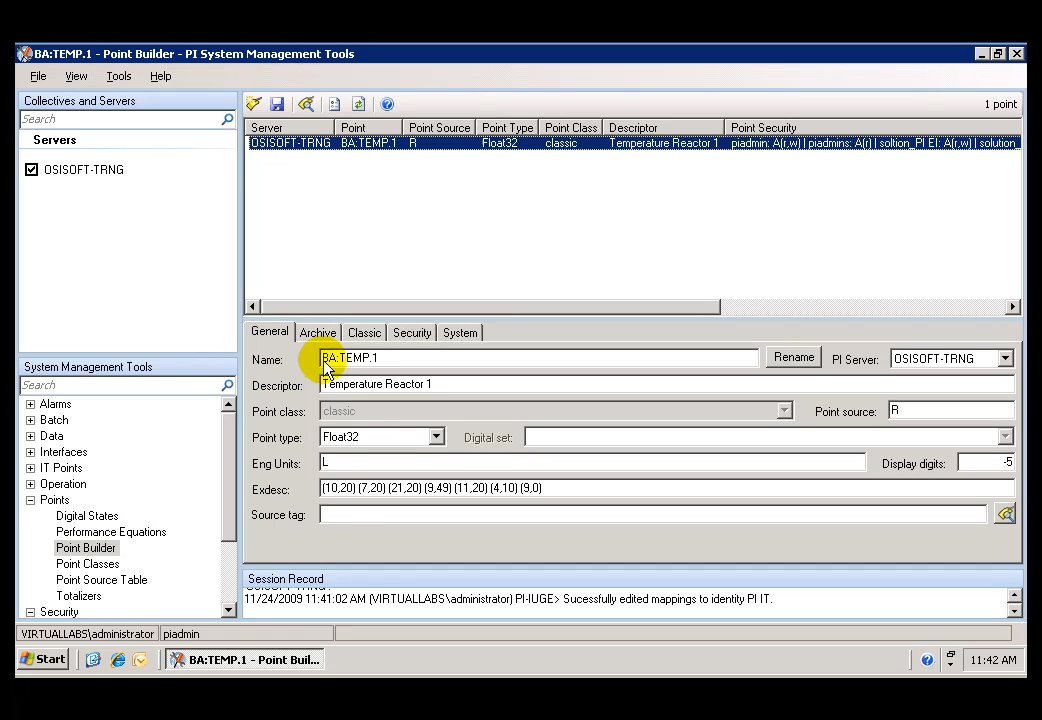 BA:TEMP.1 - Point Builder - PI System Management Tools
File View Tools Help
Collectives and Servers
Search
Servers
OSISOFT-TRNG
1 point
Server Point Point Source Point Type Point Class Descriptor Point Security
OSISOFT-TRNG BA:TEMP.1 R Float32 classic Temperature Reactor 1 piadmin: A(r,w) | piadmins: A(r) | soltion_PI EI: A(r,w) | solution_
System Management Tools
Search
Alarms
Batch
Data
Interfaces
IT Points
Operation
Points
Digital States
Performance Equations
Point Builder
Point Classes
Point Source Table
Totalizers
Security
General Archive Classic Security System
Name: BA:TEMP.1 Rename PI Server: OSISOFT-TRNG
Descriptor: Temperature Reactor 1
Point class: classic Point source: R
Point type: Float32 Digital set:
Eng Units: L Display digits: -5
Exdesc: (10,20) (7,20) (21,20) (9,49) (11,20) (4,10) (9,0)
Source tag:
Session Record
11/24/2009 11:41:02 AM (VIRTUALLABS\administrator) PI-IUGE> Sucessfully edited mappings to identity PI IT.
VIRTUALLABS\administrator piadmin
Start BA:TEMP.1 - Point Buil... 11:42 AM